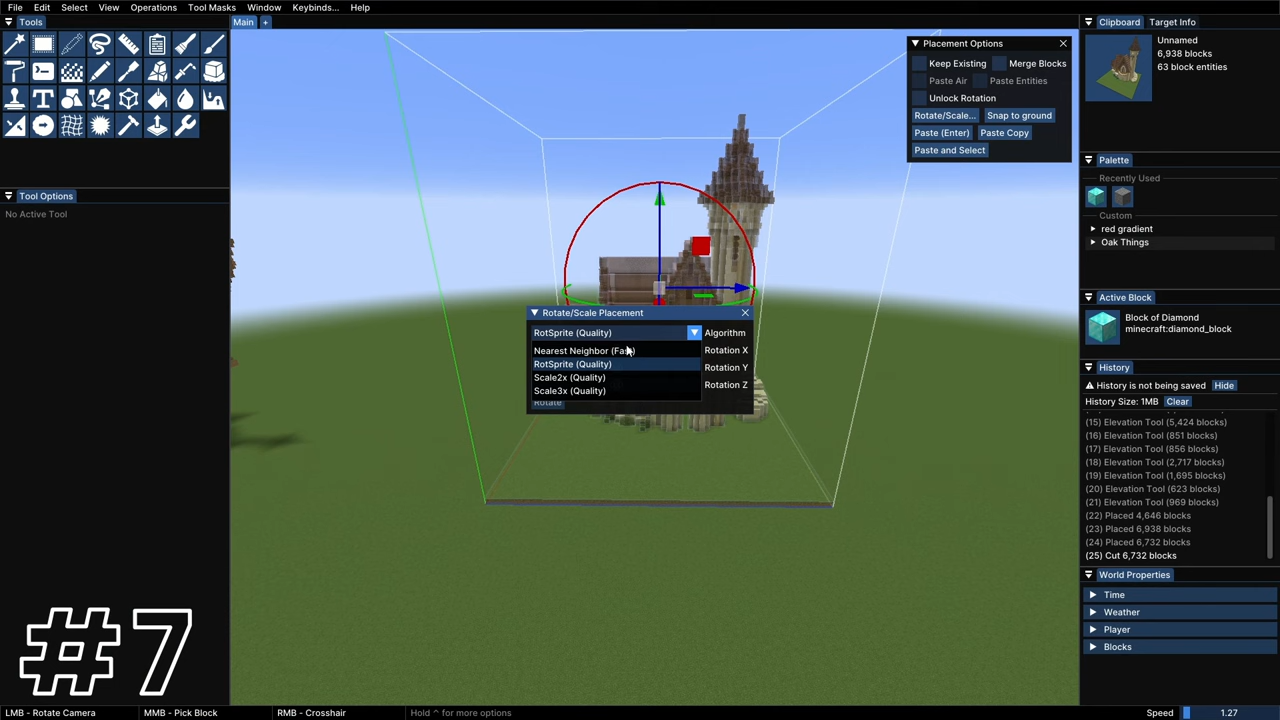 File Edit Select View Operations Tool Masks Window Keybinds... Help
Tools
Main +
Tool Options
No Active Tool
Placement Options
Keep Existing Merge Blocks
Paste Air Paste Entities
Unlock Rotation
Rotate/Scale... Snap to ground
Paste (Enter) Paste Copy
Paste and Select
Rotate/Scale Placement
RotSprite (Quality) Algorithm
Nearest Neighbor (Fast) Rotation X
RotSprite (Quality) Rotation Y
Scale2x (Quality) Rotation Z
Scale3x (Quality)
Rotate
Clipboard Target Info
Unnamed
6,938 blocks
63 block entities
Palette
Recently Used
Custom
red gradient
Oak Things
Active Block
Block of Diamond
minecraft:diamond_block
History
History is not being saved Hide
History Size: 1MB Clear
(15) Elevation Tool (5,424 blocks)
(16) Elevation Tool (851 blocks)
(17) Elevation Tool (856 blocks)
(18) Elevation Tool (2,717 blocks)
(19) Elevation Tool (1,695 blocks)
(20) Elevation Tool (623 blocks)
(21) Elevation Tool (969 blocks)
(22) Placed 4,646 blocks
(23) Placed 6,938 blocks
(24) Placed 6,732 blocks
(25) Cut 6,732 blocks
World Properties
Time
Weather
Player
Blocks
#7
LMB - Rotate Camera MMB - Pick Block RMB - Crosshair Hold ^ for more options Speed 1.27